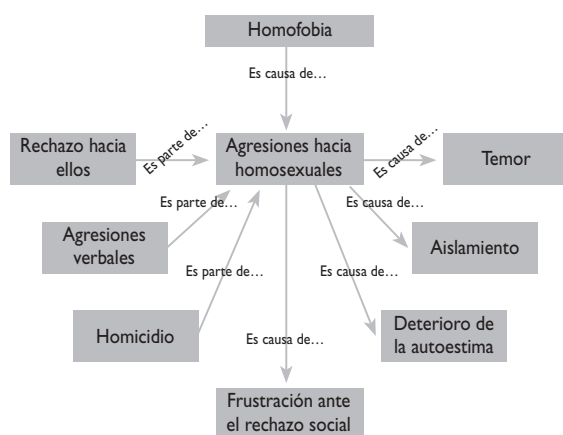 Homofobia
Es causa de…
Rechazo hacia
ellos
Es parte de…
Agresiones hacia
homosexuales
Es causa de…
Temor
Es parte de…
Es causa de…
Agresiones
verbales
Aislamiento
Es parte de…
Es causa de…
Homicidio
Es causa de…
Deterioro de
la autoestima
Frustración ante
el rechazo social